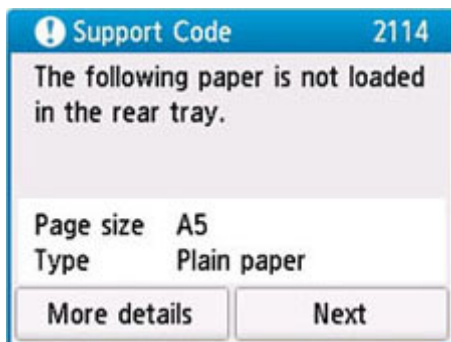 Support Code 2114
The following paper is not loaded
in the rear tray.
Page size A5
Type Plain paper
More details Next